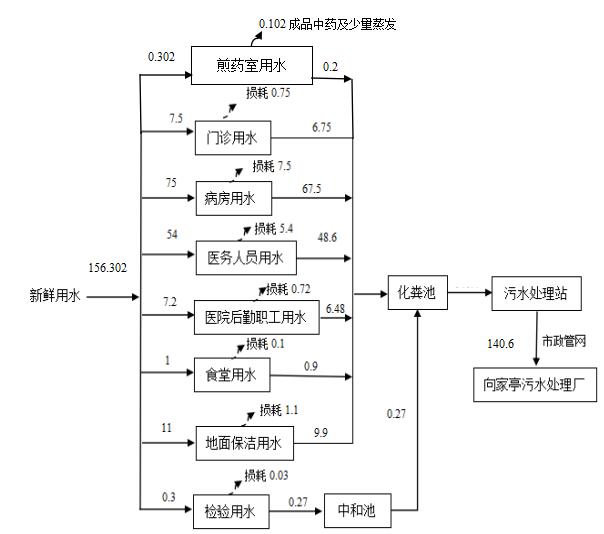 0.102 成品中药及少量蒸发
0.302
煎药室用水
0.2
损耗 0.75
7.5
门诊用水
6.75
损耗 7.5
75
病房用水
67.5
损耗 5.4
54
医务人员用水
48.6
156.302
新鲜用水
损耗 0.72
7.2
医院后勤职工用水
6.48
化粪池
污水处理站
损耗 0.1
1
食堂用水
0.9
140.6
市政管网
向家亭污水处理厂
损耗 1.1
11
地面保洁用水
9.9
0.27
损耗 0.03
0.3
检验用水
0.27
中和池